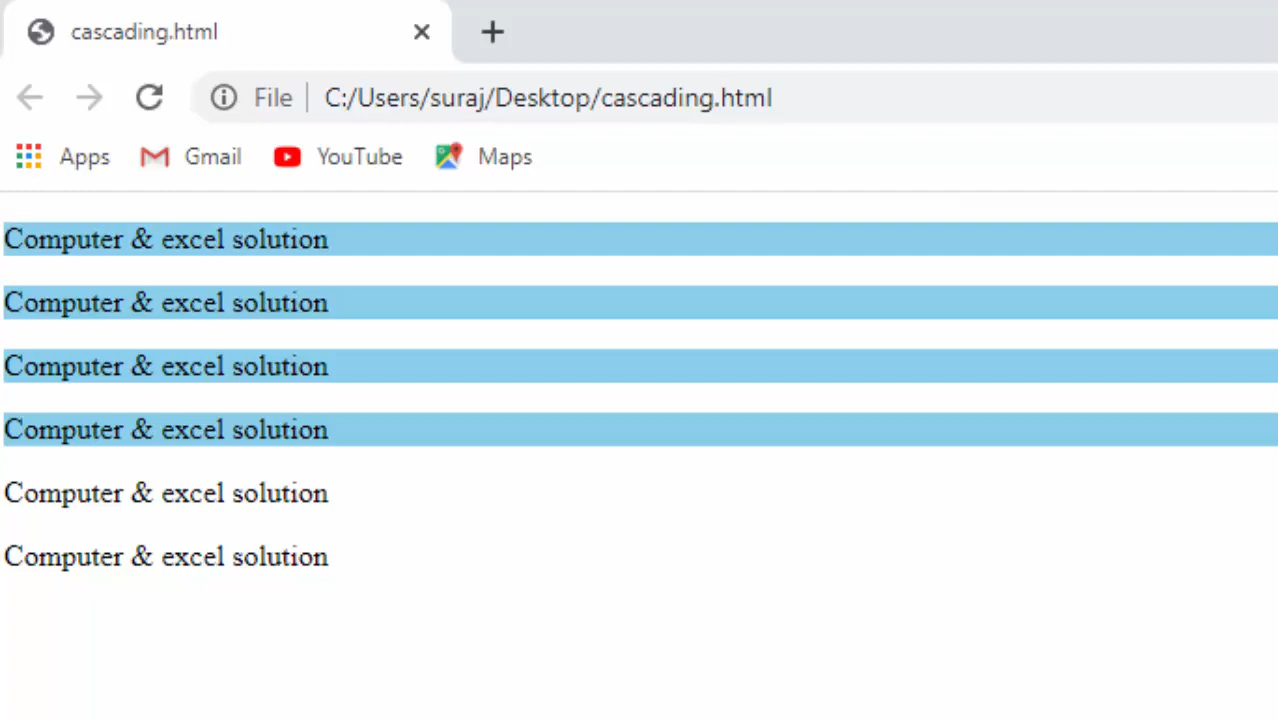 cascading.html
File C:/Users/suraj/Desktop/cascading.html
Apps Gmail YouTube Maps
Computer & excel solution
Computer & excel solution
Computer & excel solution
Computer & excel solution
Computer & excel solution
Computer & excel solution